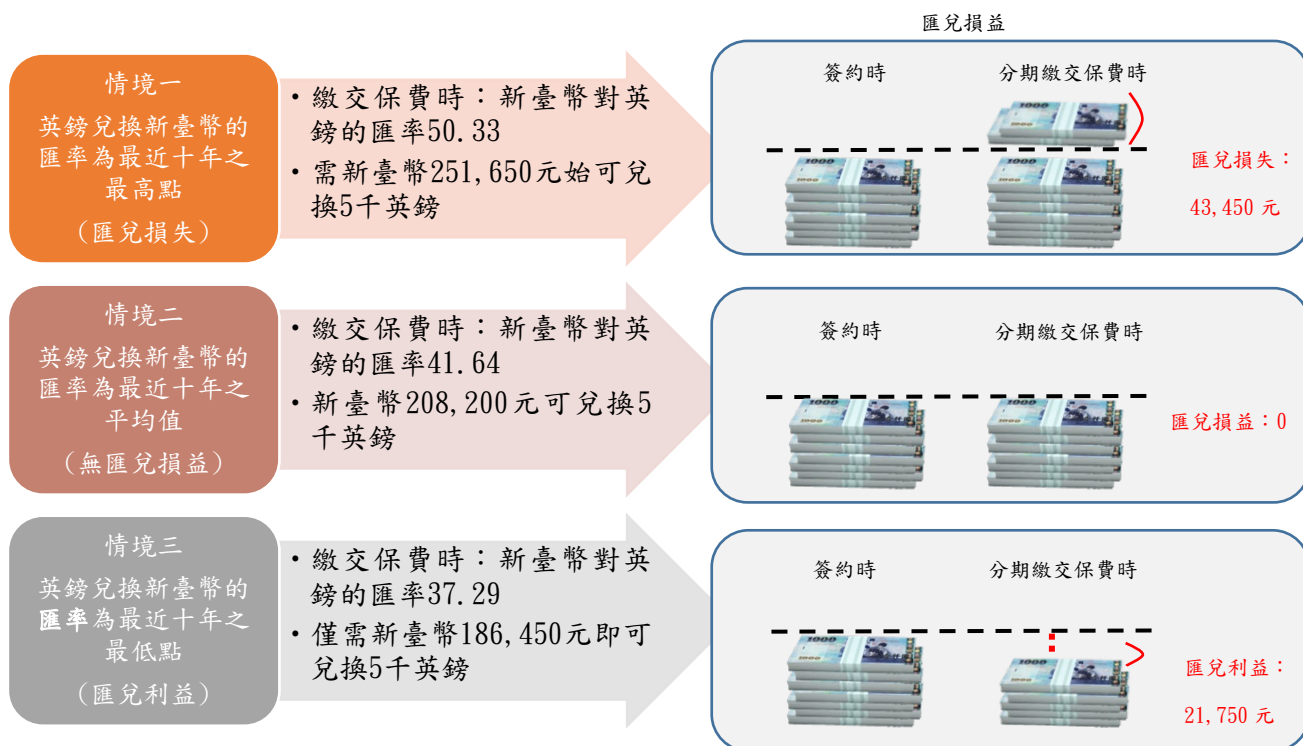 匯兌損益
情境一
英鎊兌換新臺幣的
匯率為最近十年之
最高點
（匯兌損失）
・繳交保費時：新臺幣對英
鎊的匯率50.33
・需新臺幣251,650元始可兌
換5千英鎊
簽約時
分期繳交保費時
匯兌損失：
43,450 元
情境二
英鎊兌換新臺幣的
匯率為最近十年之
平均值
（無匯兌損益）
・繳交保費時：新臺幣對英
鎊的匯率41.64
・新臺幣208,200元可兌換5
千英鎊
簽約時
分期繳交保費時
匯兌損益：0
情境三
英鎊兌換新臺幣的
匯率為最近十年之
最低點
（匯兌利益）
・繳交保費時：新臺幣對英
鎊的匯率37.29
・僅需新臺幣186,450元即可
兌換5千英鎊
簽約時
分期繳交保費時
匯兌利益：
21,750 元